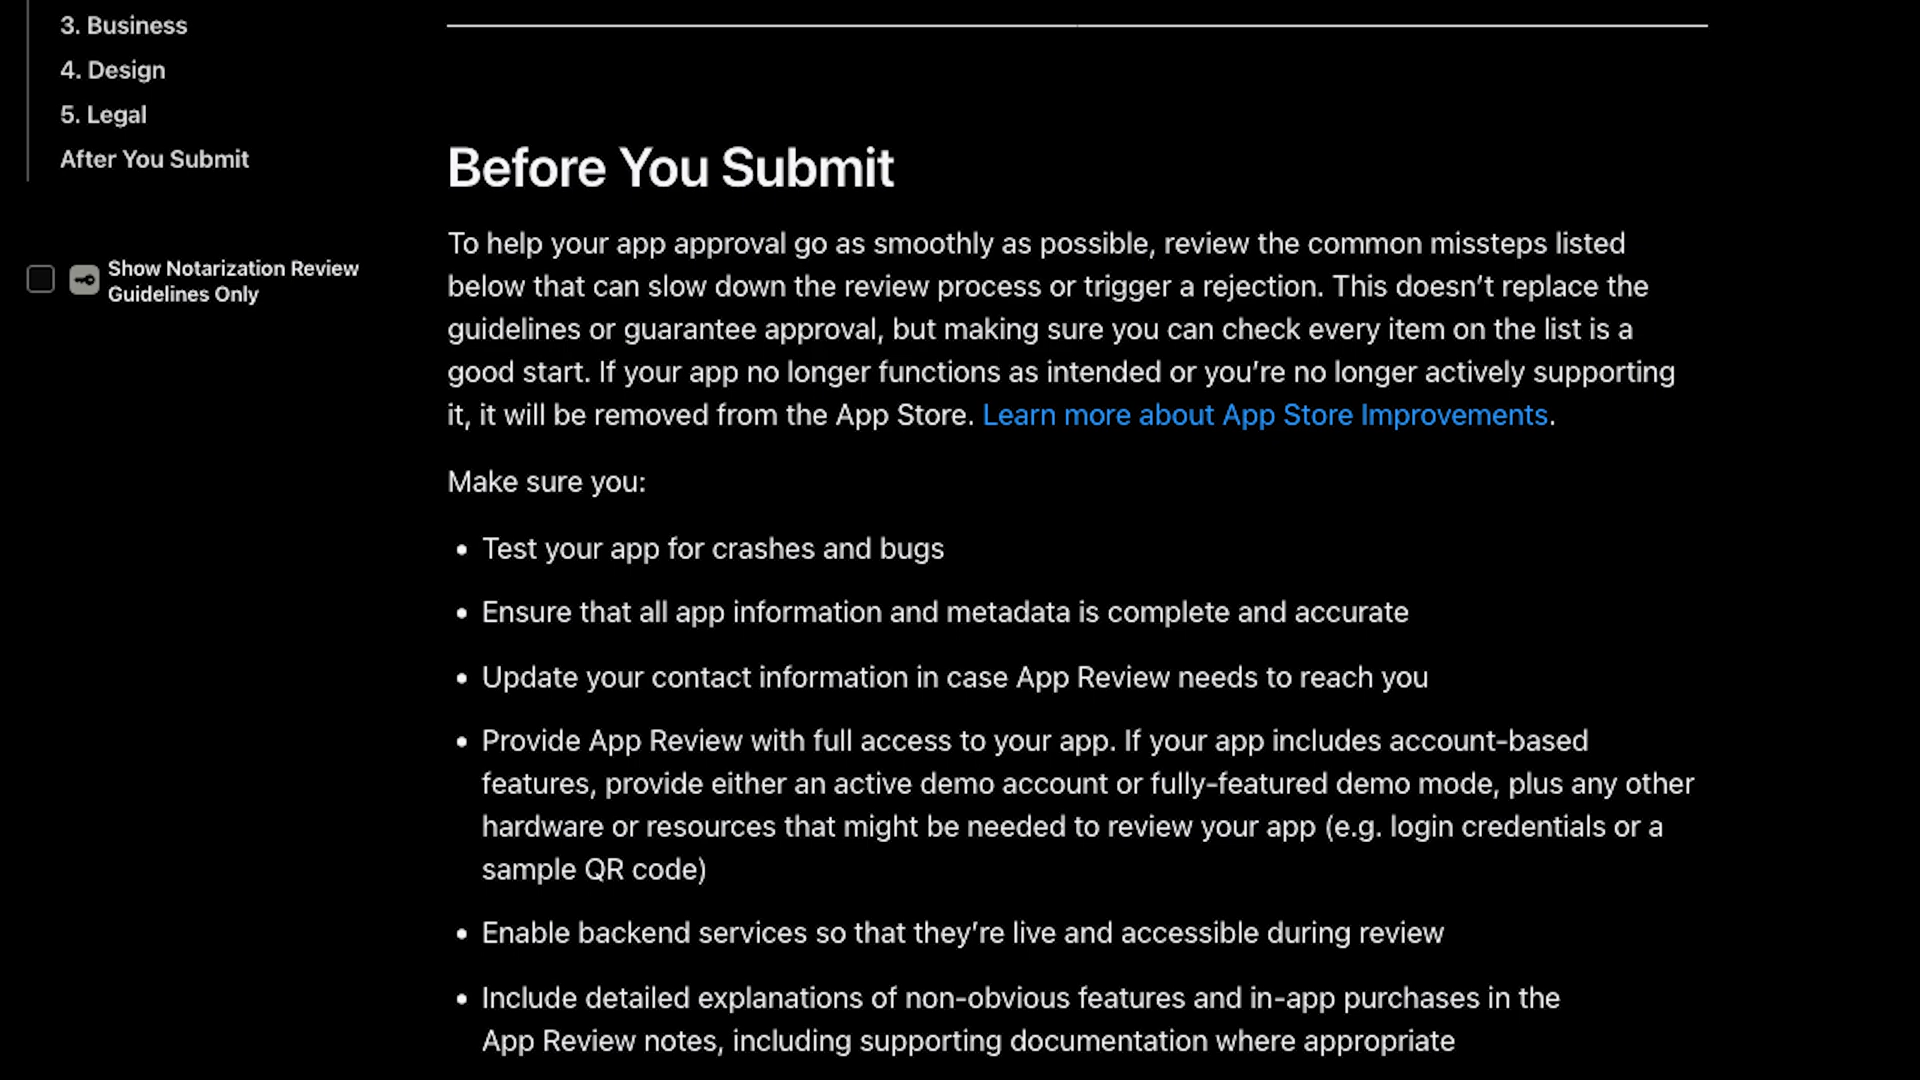 3. Business
4. Design
5. Legal
After You Submit
Show Notarization Review
Guidelines Only
Before You Submit
To help your app approval go as smoothly as possible, review the common missteps listed
below that can slow down the review process or trigger a rejection. This doesn’t replace the
guidelines or guarantee approval, but making sure you can check every item on the list is a
good start. If your app no longer functions as intended or you’re no longer actively supporting
it, it will be removed from the App Store. Learn more about App Store Improvements.
Make sure you:
• Test your app for crashes and bugs
• Ensure that all app information and metadata is complete and accurate
• Update your contact information in case App Review needs to reach you
• Provide App Review with full access to your app. If your app includes account-based
features, provide either an active demo account or fully-featured demo mode, plus any other
hardware or resources that might be needed to review your app (e.g. login credentials or a
sample QR code)
• Enable backend services so that they’re live and accessible during review
• Include detailed explanations of non-obvious features and in-app purchases in the
App Review notes, including supporting documentation where appropriate